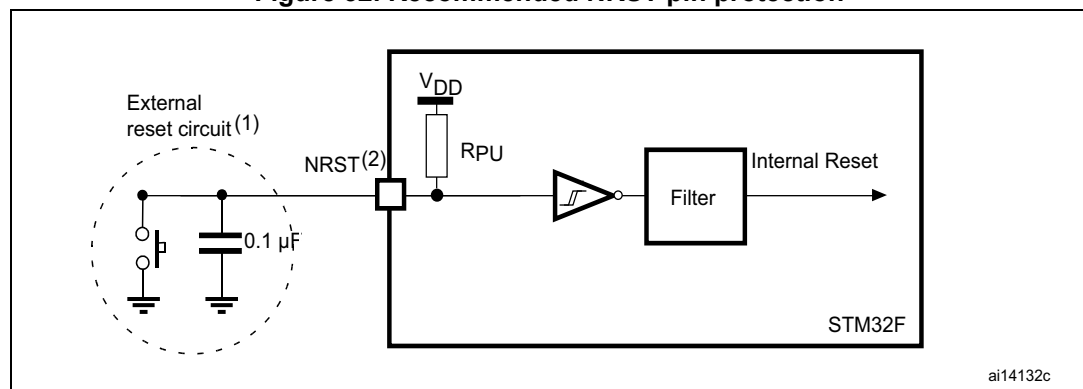 Figure 32. Recommended NRST pin protection
External
reset circuit(1)
VDD
NRST(2)
RPU
Internal Reset
Filter
0.1 µF
STM32F
ai14132c